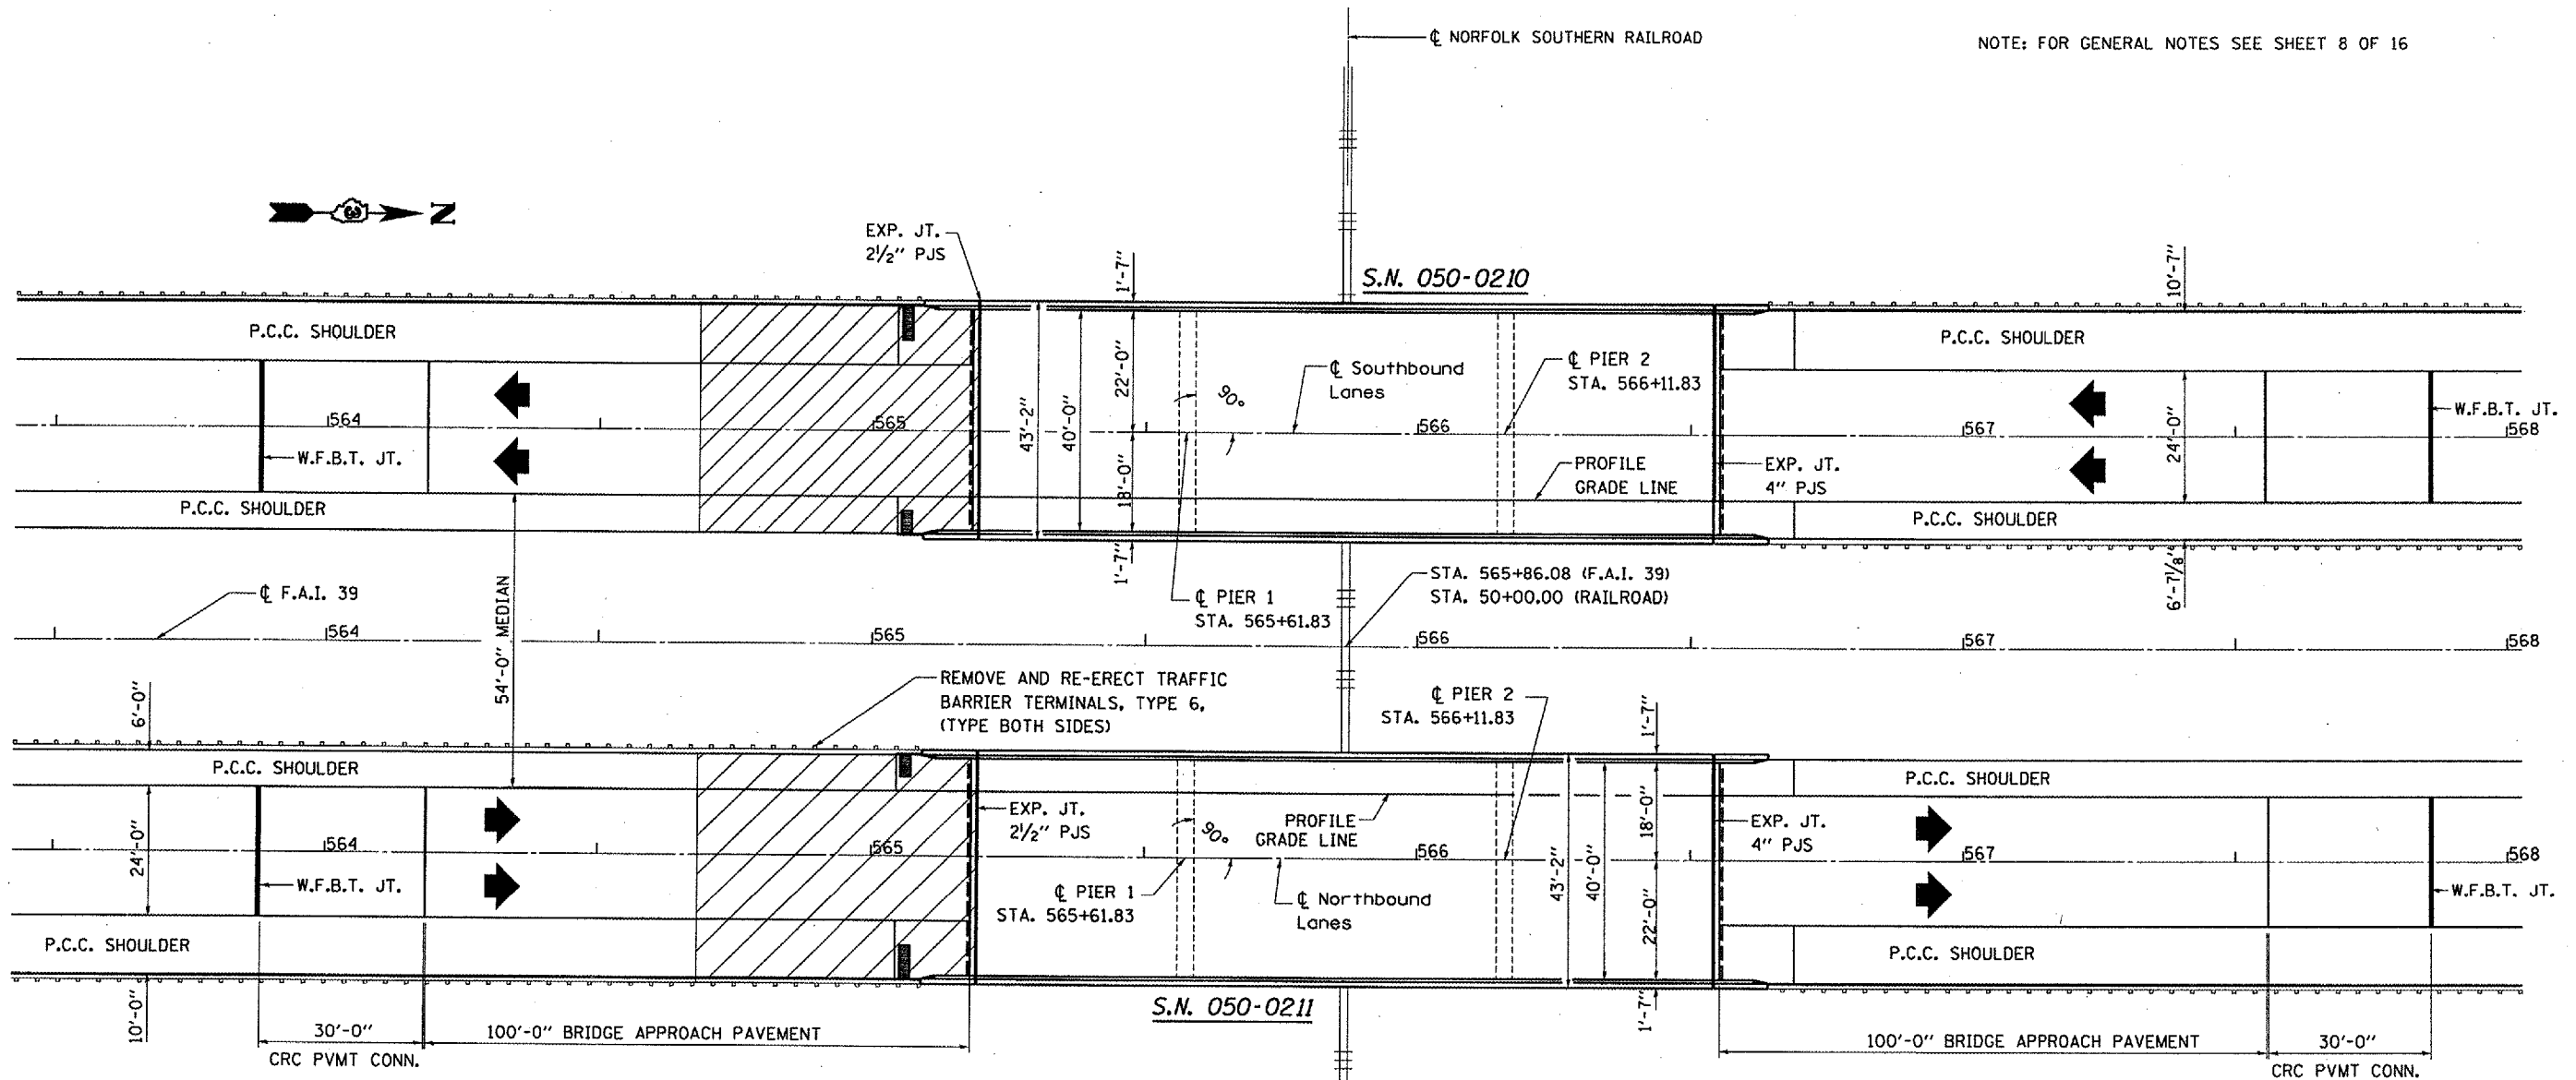 ℄ NORFOLK SOUTHERN RAILROAD
NOTE: FOR GENERAL NOTES SEE SHEET 8 OF 16
N
EXP. JT.
2½" PJS
1'-7"
S.N. 050-0210
10'-7"
P.C.C. SHOULDER
P.C.C. SHOULDER
22'-0"
90°
℄ Southbound
Lanes
℄ PIER 2
STA. 566+11.83
43'-2"
40'-0"
24'-0"
W.F.B.T. JT.
564
565
566
567
568
W.F.B.T. JT.
18'-0"
PROFILE
GRADE LINE
EXP. JT.
4" PJS
P.C.C. SHOULDER
P.C.C. SHOULDER
1'-7"
6'-7⅛"
℄ F.A.I. 39
54'-0" MEDIAN
℄ PIER 1
STA. 565+61.83
STA. 565+86.08 (F.A.I. 39)
STA. 50+00.00 (RAILROAD)
564
565
566
567
568
6'-0"
REMOVE AND RE-ERECT TRAFFIC
BARRIER TERMINALS, TYPE 6,
(TYPE BOTH SIDES)
℄ PIER 2
STA. 566+11.83
1'-7"
P.C.C. SHOULDER
P.C.C. SHOULDER
24'-0"
EXP. JT.
2½" PJS
90°
PROFILE
GRADE LINE
18'-0"
EXP. JT.
4" PJS
564
565
566
567
568
43'-2"
40'-0"
W.F.B.T. JT.
℄ PIER 1
STA. 565+61.83
℄ Northbound
Lanes
22'-0"
W.F.B.T. JT.
P.C.C. SHOULDER
P.C.C. SHOULDER
10'-0"
S.N. 050-0211
1'-7"
30'-0"
CRC PVMT CONN.
100'-0" BRIDGE APPROACH PAVEMENT
100'-0" BRIDGE APPROACH PAVEMENT
30'-0"
CRC PVMT CONN.